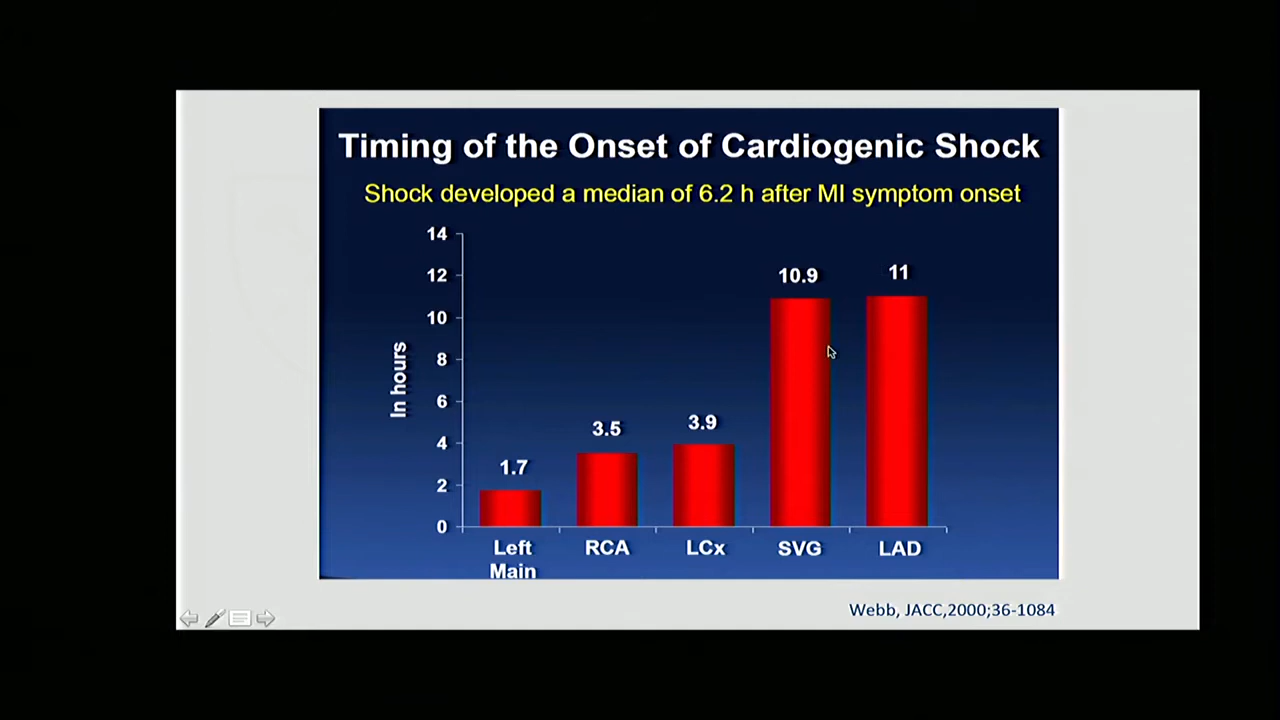 Timing of the Onset of Cardiogenic Shock
Shock developed a median of 6.2 h after MI symptom onset
In hours
14
12
10
8
6
4
2
0
1.7
3.5
3.9
10.9
11
Left Main
RCA
LCx
SVG
LAD
Webb, JACC,2000;36-1084